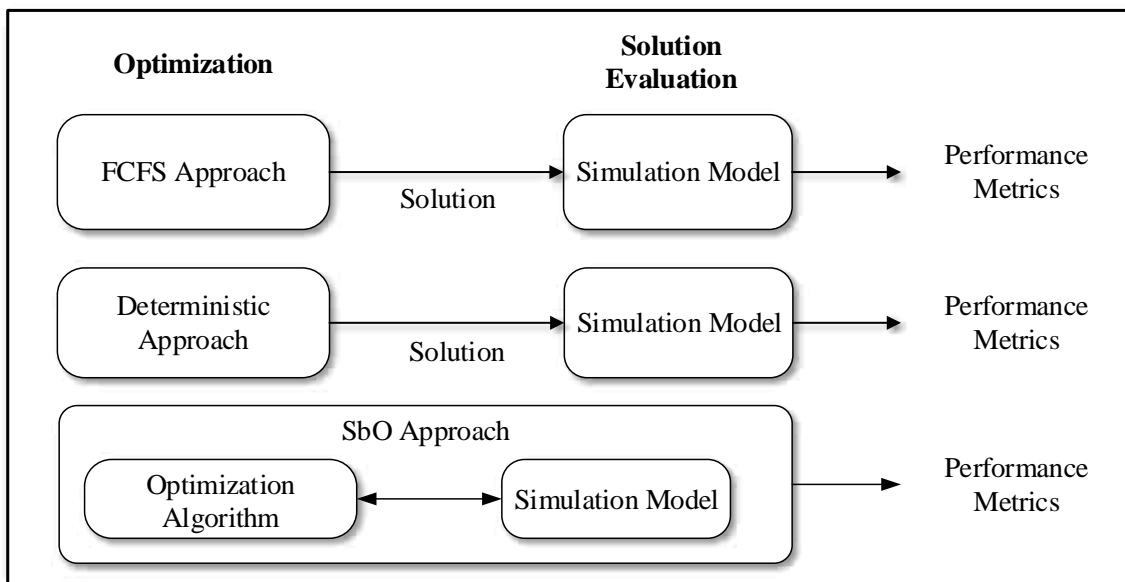 Optimization
Solution
Evaluation
FCFS Approach
Solution
Simulation Model
Performance
Metrics
Deterministic
Approach
Solution
Simulation Model
Performance
Metrics
SbO Approach
Optimization
Algorithm
Simulation Model
Performance
Metrics